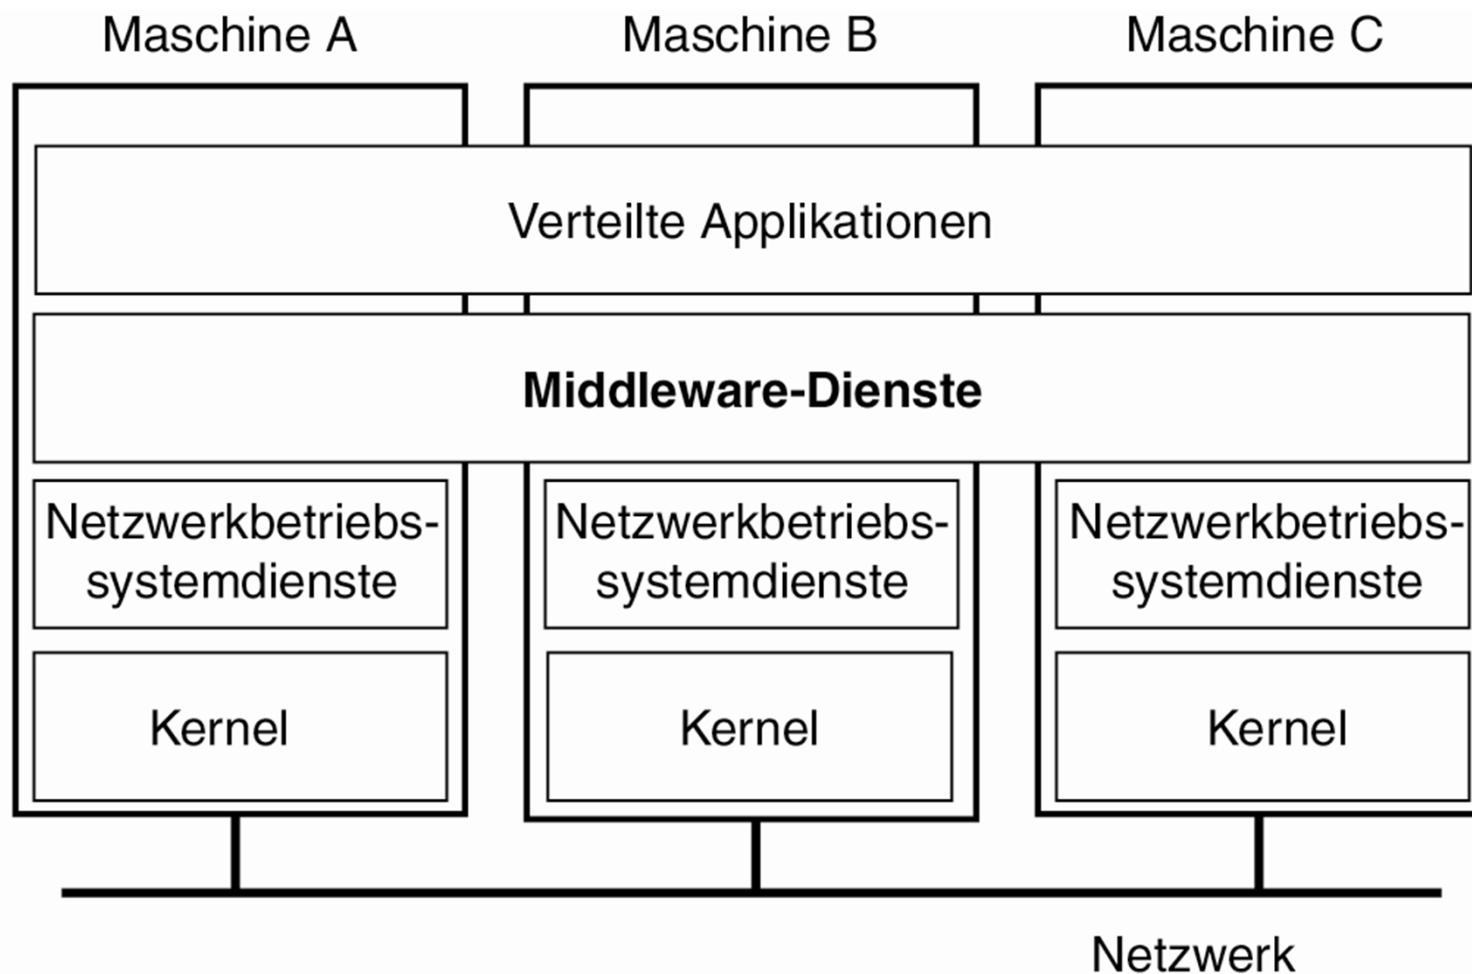 Maschine A
Maschine B
Maschine C
Verteilte Applikationen
Middleware-Dienste
Netzwerkbetriebs-
systemdienste
Netzwerkbetriebs-
systemdienste
Netzwerkbetriebs-
systemdienste
Kernel
Kernel
Kernel
Netzwerk